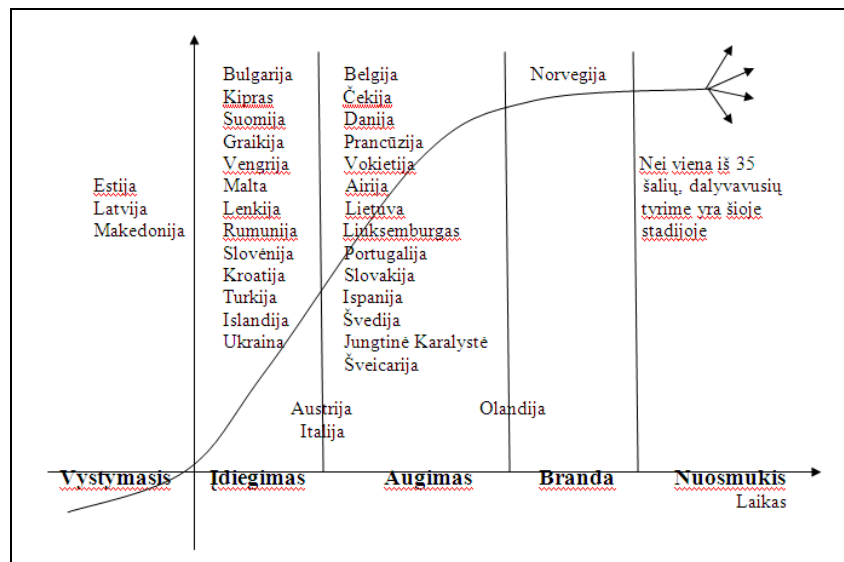 Estija
Latvija
Makedonija
Bulgarija
Kipras
Suomija
Graikija
Vengrija
Malta
Lenkija
Rumunija
Slovėnija
Kroatija
Turkija
Islandija
Ukraina
Austrija
Italija
Belgija
Čekija
Danija
Prancūzija
Vokietija
Airija
Lietuva
Liuksemburgas
Portugalija
Slovakija
Ispanija
Švedija
Jungtinė Karalystė
Šveicarija
Olandija
Norvegija
Nei viena iš 35
šalių, dalyvavusių
tyrime yra šioje
stadijoje
Vystymasis Įdiegimas Augimas Branda Nuosmukis
Laikas